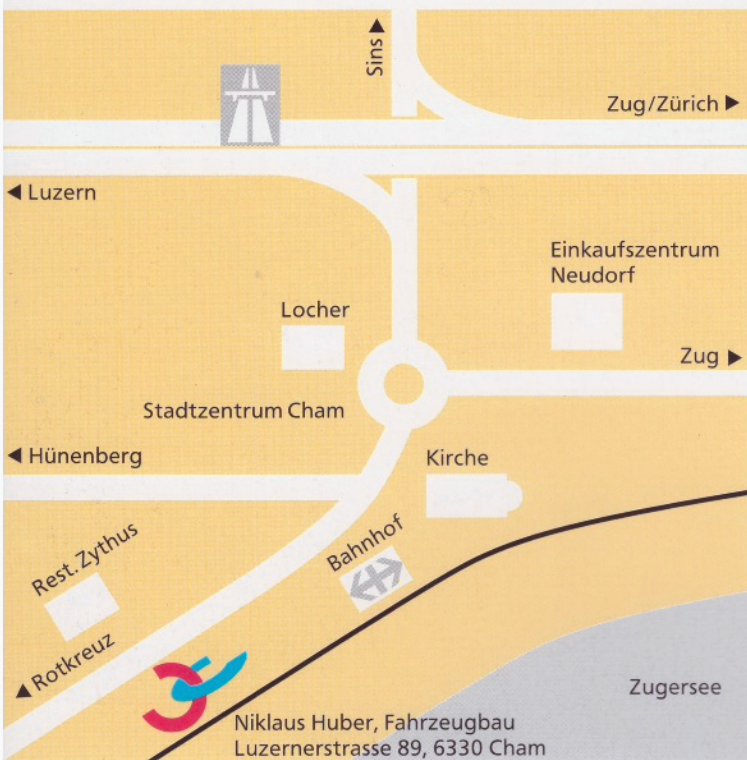 Sins ▲
Zug/Zürich ▶
◀ Luzern
Einkaufszentrum
Neudorf
Locher
Zug ▶
Stadtzentrum Cham
◀ Hünenberg
Kirche
Bahnhof
Rest. Zythus
◀ Rotkreuz
Zugersee
Niklaus Huber, Fahrzeugbau
Luzernerstrasse 89, 6330 Cham